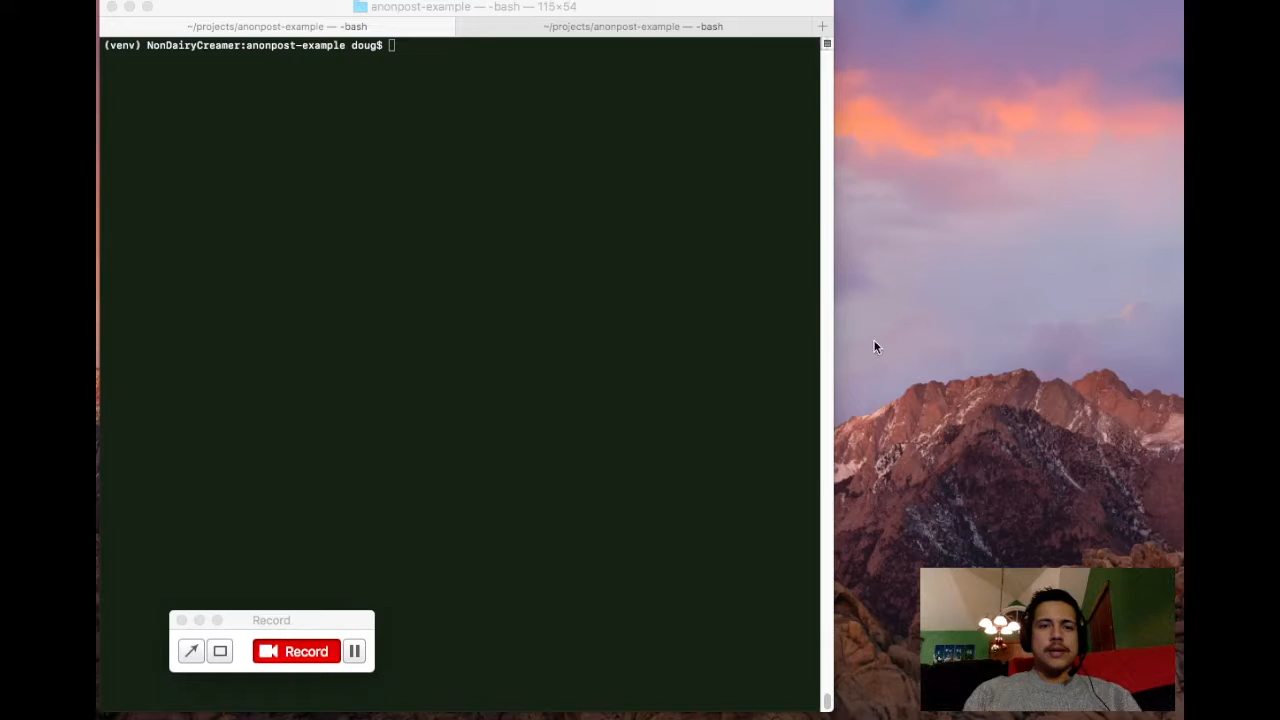 anonpost-example — -bash — 115×54
~/projects/anonpost-example — -bash
~/projects/anonpost-example — -bash
+
(venv) NonDairyCreamer:anonpost-example doug$
Record
Record